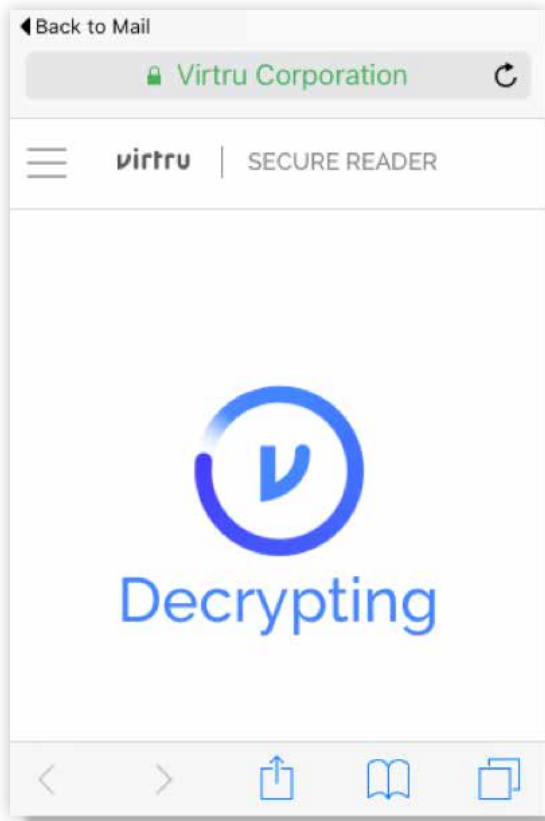 Back to Mail
Virtru Corporation
virtru | SECURE READER
Decrypting